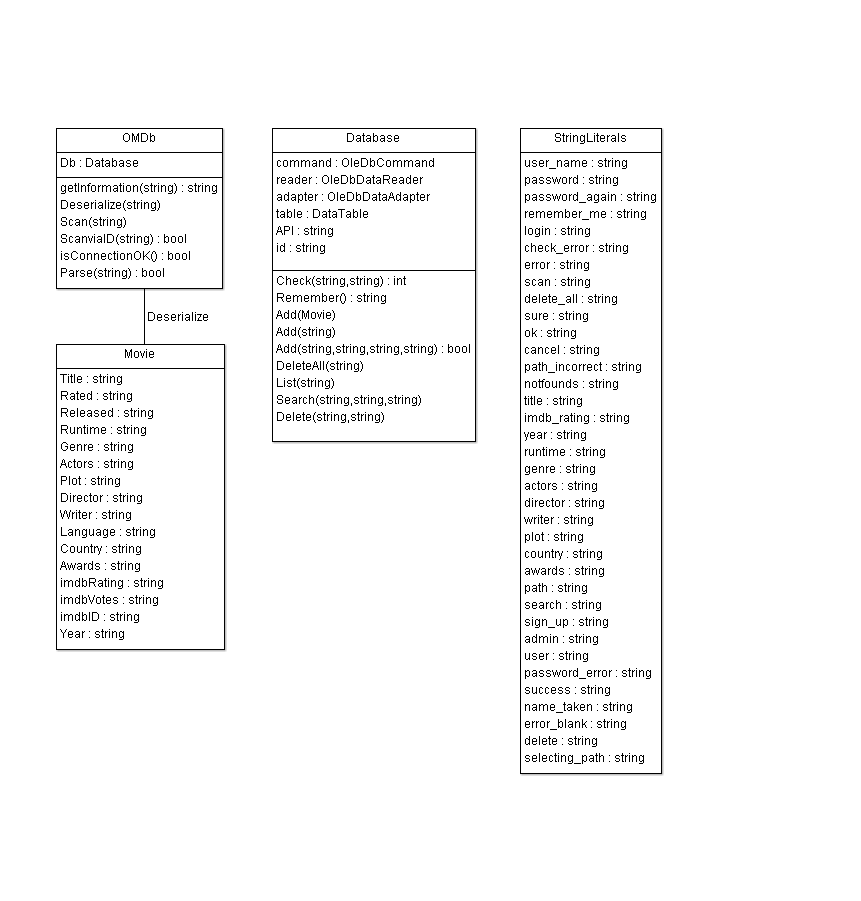 OMDb
Db : Database
getInformation(string) : string
Deserialize(string)
Scan(string)
ScanviaID(string) : bool
isConnectionOK() : bool
Parse(string) : bool
Deserialize
Movie
Title : string
Rated : string
Released : string
Runtime : string
Genre : string
Actors : string
Plot : string
Director : string
Writer : string
Language : string
Country : string
Awards : string
imdbRating : string
imdbVotes : string
imdbID : string
Year : string
Database
command : OleDbCommand
reader : OleDbDataReader
adapter : OleDbDataAdapter
table : DataTable
API : string
id : string
Check(string,string) : int
Remember() : string
Add(Movie)
Add(string)
Add(string,string,string,string) : bool
DeleteAll(string)
List(string)
Search(string,string,string)
Delete(string,string)
StringLiterals
user_name : string
password : string
password_again : string
remember_me : string
login : string
check_error : string
error : string
scan : string
delete_all : string
sure : string
ok : string
cancel : string
path_incorrect : string
notfounds : string
title : string
imdb_rating : string
year : string
runtime : string
genre : string
actors : string
director : string
writer : string
plot : string
country : string
awards : string
path : string
search : string
sign_up : string
admin : string
user : string
password_error : string
success : string
name_taken : string
error_blank : string
delete : string
selecting_path : string